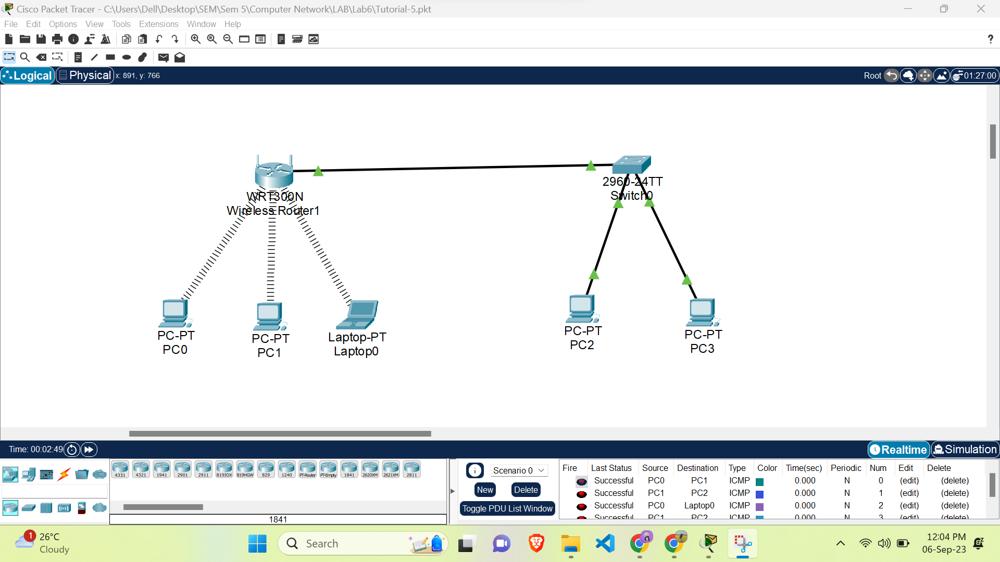 Cisco Packet Tracer - C:\Users\Dell\Desktop\SEM\Sem 5\Computer Network\LAB\Lab6\Tutorial-5.pkt
File Edit Options View Tools Extensions Window Help
?
Logical Physical x: 891, y: 766 Root 01:27:00
WRT300N
Wireless Router1
2960-24TT
Switch0
PC-PT
PC0
PC-PT
PC1
Laptop-PT
Laptop0
PC-PT
PC2
PC-PT
PC3
Time: 00:02:49 Realtime Simulation
4331 4321 1941 2901 2911 819IOX 819HGW 829 1240 PT-Router PT-Empty 1841 2620XM 2621XM 2811
1841
Scenario 0
New Delete
Toggle PDU List Window
Fire Last Status Source Destination Type Color Time(sec) Periodic Num Edit Delete
Successful PC0 PC1 ICMP 0.000 N 0 (edit) (delete)
Successful PC1 PC2 ICMP 0.000 N 1 (edit) (delete)
Successful PC0 Laptop0 ICMP 0.000 N 2 (edit) (delete)
Successful PC1 PC2 ICMP 0.000 N 3 (edit) (delete)
1
26°C
Cloudy
Search
12:04 PM
06-Sep-23